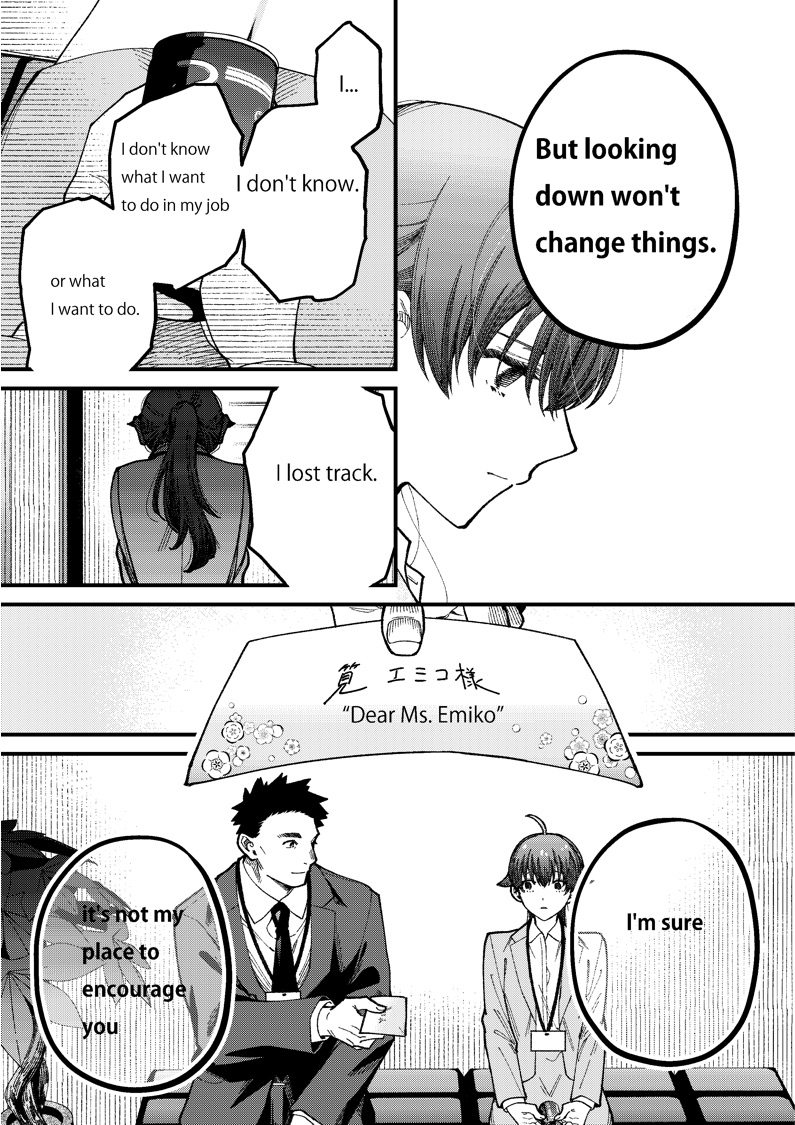 But looking
down won't
change things.
I...
I don't know.
I don't know
what I want
to do in my job
or what
I want to do.
I lost track.
筧 エミコ様
“Dear Ms. Emiko”
I'm sure
it's not my
place to
encourage
you